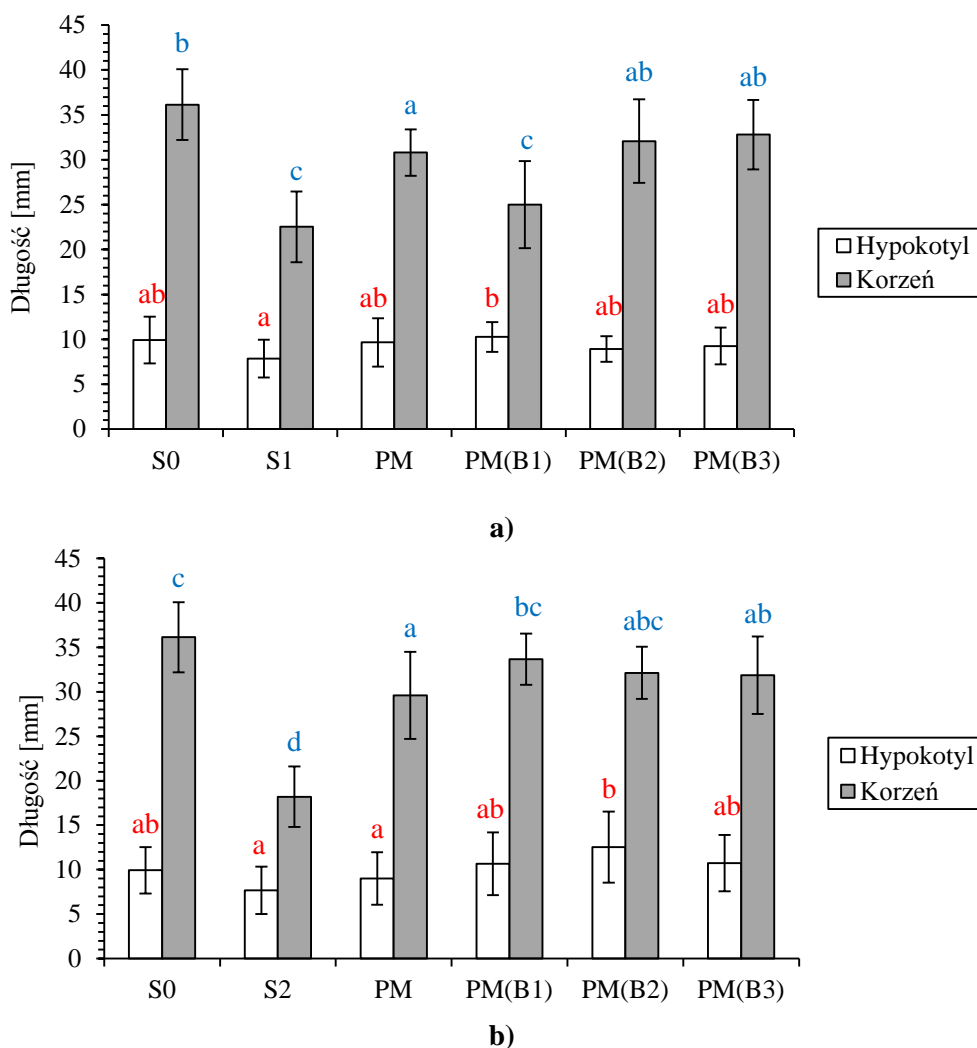 45
40
35
30
25
20
15
10
5
0
Długość [mm]
b
c
a
c
ab
ab
ab
a
ab
b
ab
ab
S0 S1 PM PM(B1) PM(B2) PM(B3)
Hypokotyl
Korzeń
a)
45
40
35
30
25
20
15
10
5
0
Długość [mm]
c
d
a
bc
abc
ab
ab
a
a
ab
b
ab
S0 S2 PM PM(B1) PM(B2) PM(B3)
Hypokotyl
Korzeń
b)